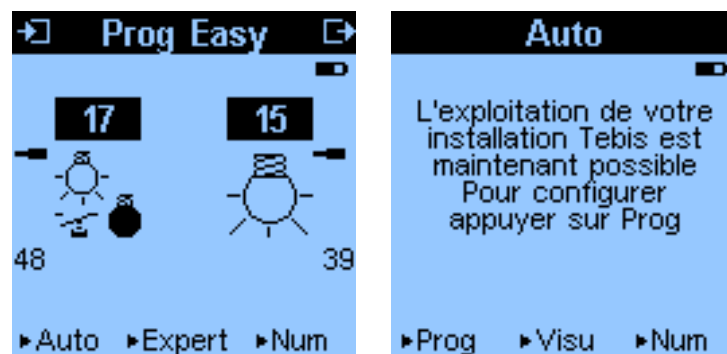 Prog Easy
17 15
48 39
Auto Expert Num
Auto
L'exploitation de votre
installation Tebis est
maintenant possible
Pour configurer
appuyer sur Prog
Prog Visu Num